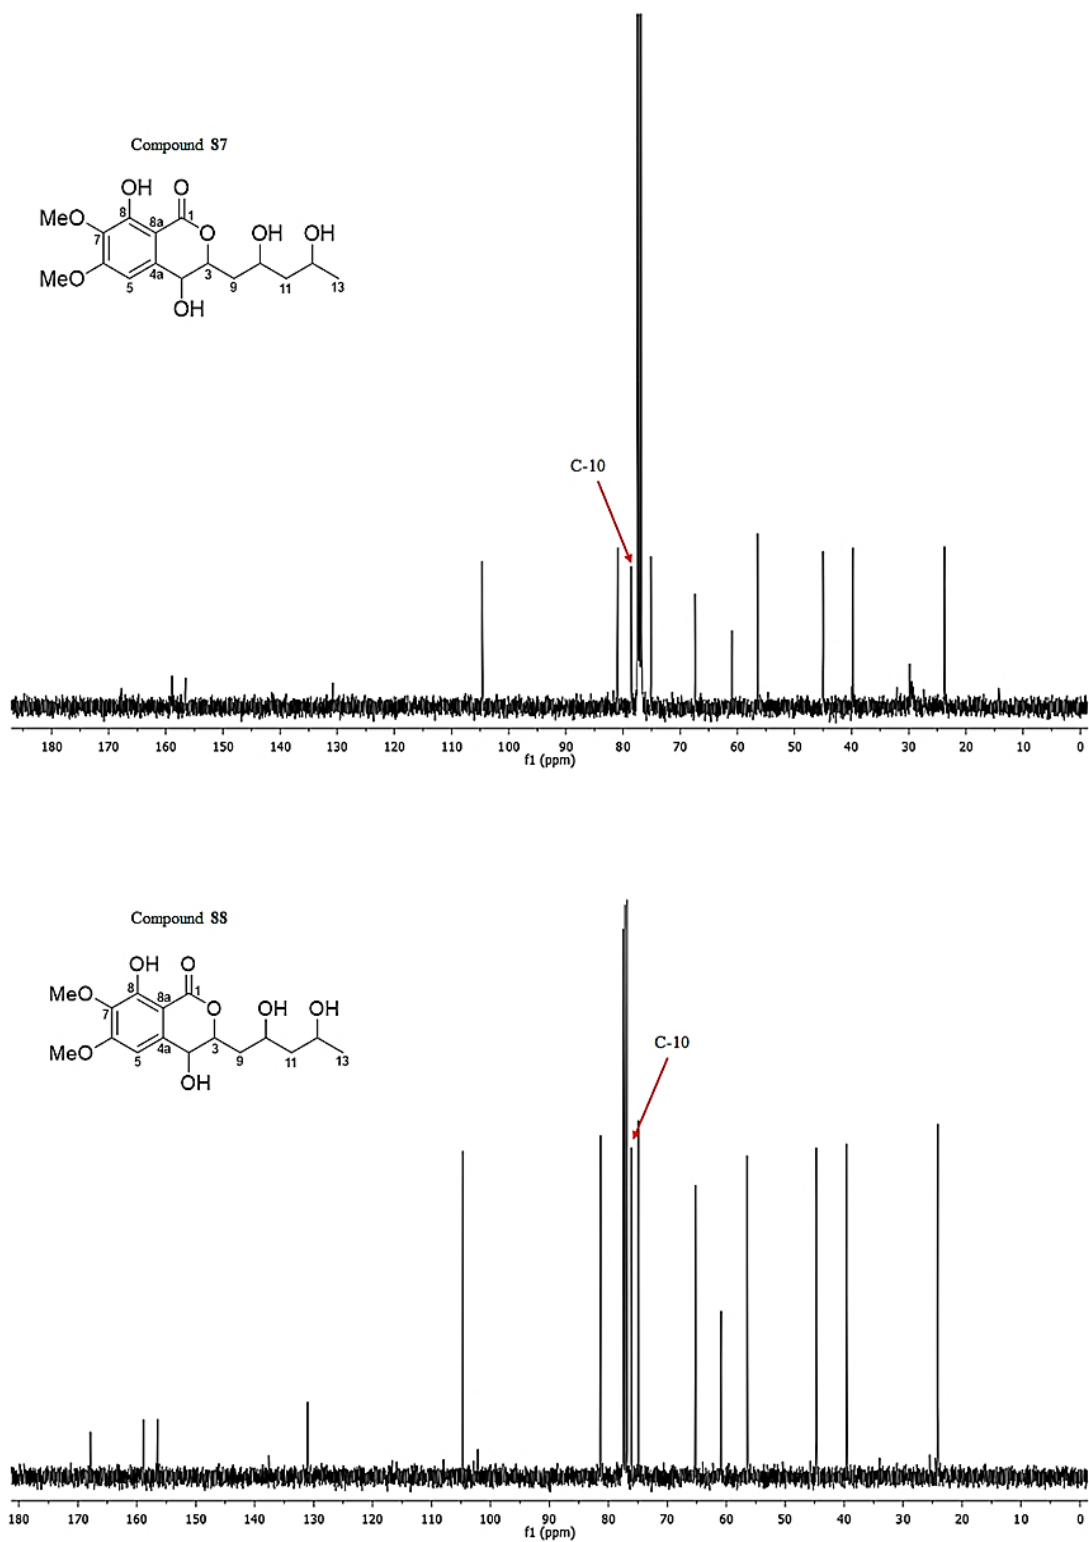 Compound 87
OH O
8 1
MeO 8a
7 O OH OH
MeO 4a 3
5 9 11 13
OH
C-10
180 170 160 150 140 130 120 110 100 90 80 70 60 50 40 30 20 10 0
f1 (ppm)
Compound 88
OH O
8 1
MeO 8a
7 O OH OH
MeO 4a 3
5 9 11 13
OH
C-10
180 170 160 150 140 130 120 110 100 90 80 70 60 50 40 30 20 10 0
f1 (ppm)